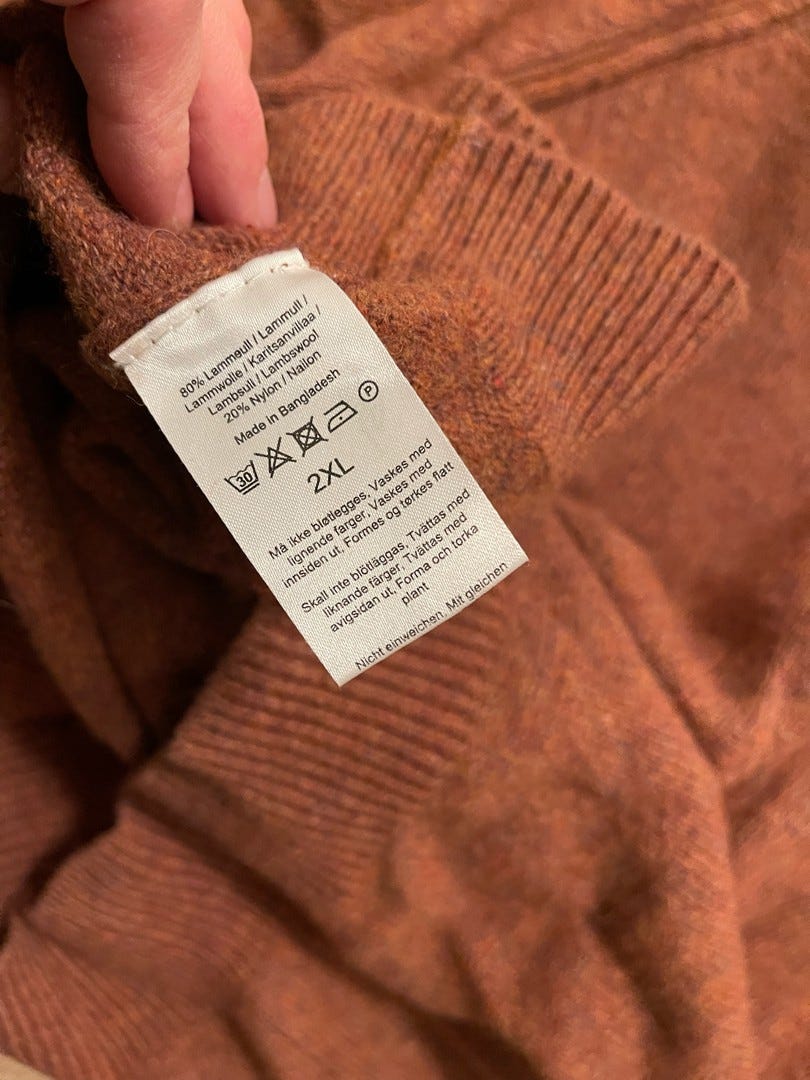 80% Lammeull / Lammull /
Lammwolle / Karitsanvillaa /
Lambsuli / Lambswool
20% Nylon / Nailon
Made in Bangladesh
30 P
2XL
Må ikke bløtlegges, Vaskes med
lignende farger, Vaskes med
innsiden ut, Formes og tørkes flatt
Skall inte blötläggas, Tvättas med
liknande färger, Tvättas med
avigsidan ut, Forma och torka
plant
Nicht einweichen, Mit gleichen